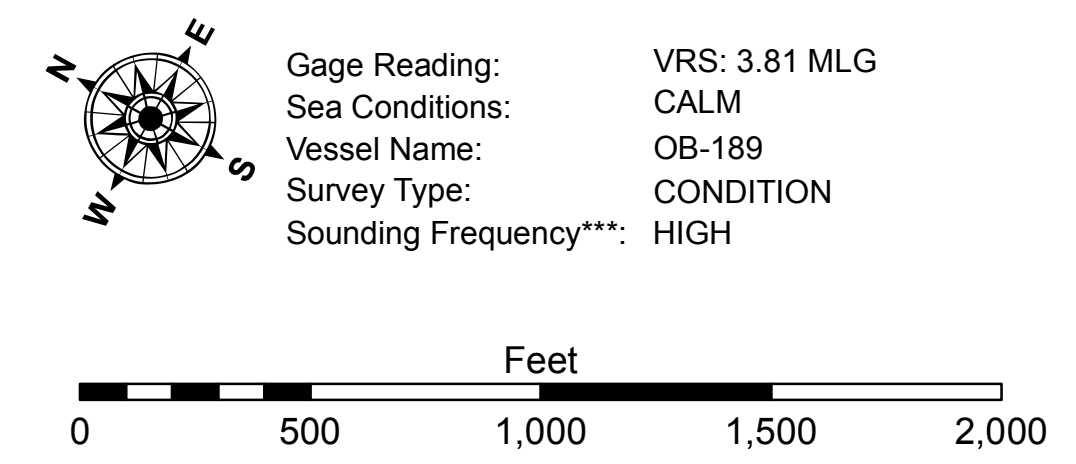 N
E
S
W
Gage Reading: VRS: 3.81 MLG
Sea Conditions: CALM
Vessel Name: OB-189
Survey Type: CONDITION
Sounding Frequency***: HIGH
Feet
0 500 1,000 1,500 2,000